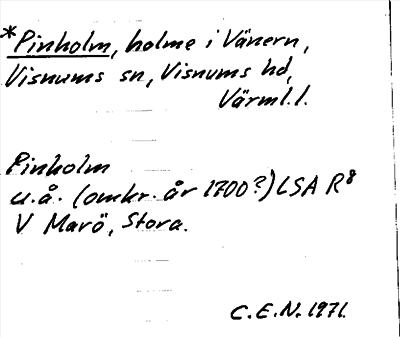 *Pinholm, holme i Vänern,
Visnums sn, Visnums hd,
Värml. l.
Pinholm
u.å. (omkr. år 1700?) LSA R8
V Marö, Stora.
C.E.N. 1971.